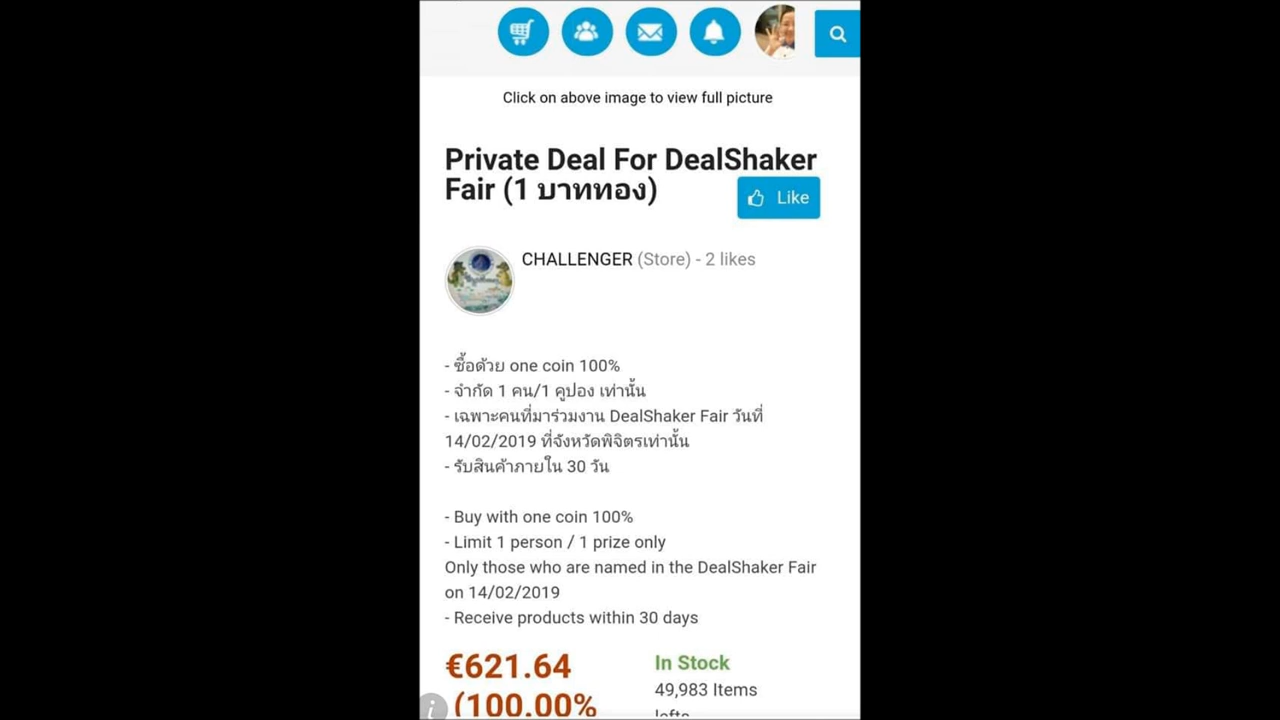 Click on above image to view full picture
Private Deal For DealShaker
Fair (1 บาททอง)
Like
CHALLENGER (Store) - 2 likes
- ซื้อด้วย one coin 100%
- จำกัด 1 คน/1 คูปอง เท่านั้น
- เฉพาะคนที่มาร่วมงาน DealShaker Fair วันที่
14/02/2019 ที่จังหวัดพิจิตรเท่านั้น
- รับสินค้าภายใน 30 วัน
- Buy with one coin 100%
- Limit 1 person / 1 prize only
Only those who are named in the DealShaker Fair
on 14/02/2019
- Receive products within 30 days
€621.64
In Stock
(100.00%
49,983 Items
lefts